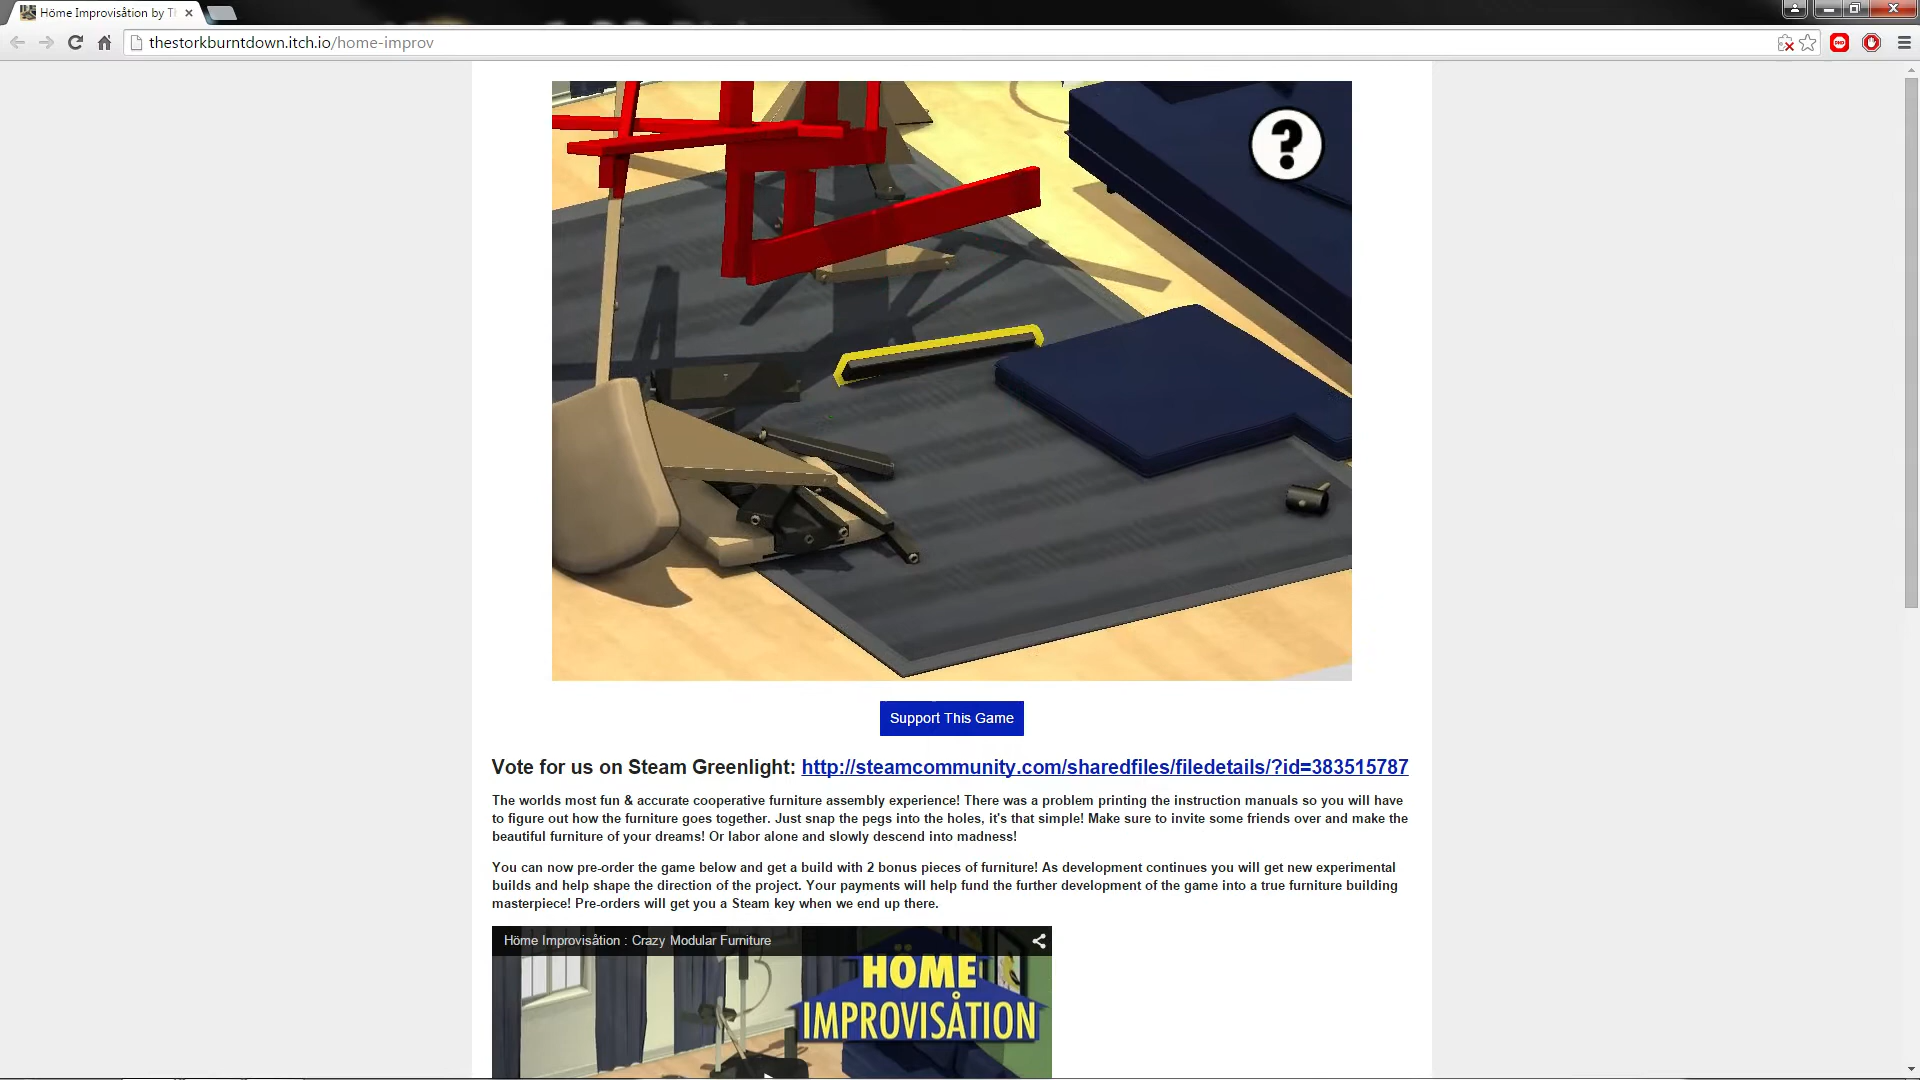 Höme Improvisåtion by Th
thestorkburntdown.itch.io/home-improv
?
Support This Game
Vote for us on Steam Greenlight: http://steamcommunity.com/sharedfiles/filedetails/?id=383515787
The worlds most fun & accurate cooperative furniture assembly experience! There was a problem printing the instruction manuals so you will have
to figure out how the furniture goes together. Just snap the pegs into the holes, it's that simple! Make sure to invite some friends over and make the
beautiful furniture of your dreams! Or labor alone and slowly descend into madness!
You can now pre-order the game below and get a build with 2 bonus pieces of furniture! As development continues you will get new experimental
builds and help shape the direction of the project. Your payments will help fund the further development of the game into a true furniture building
masterpiece! Pre-orders will get you a Steam key when we end up there.
Höme Improvisåtion : Crazy Modular Furniture
HÖME
IMPROVISÅTION